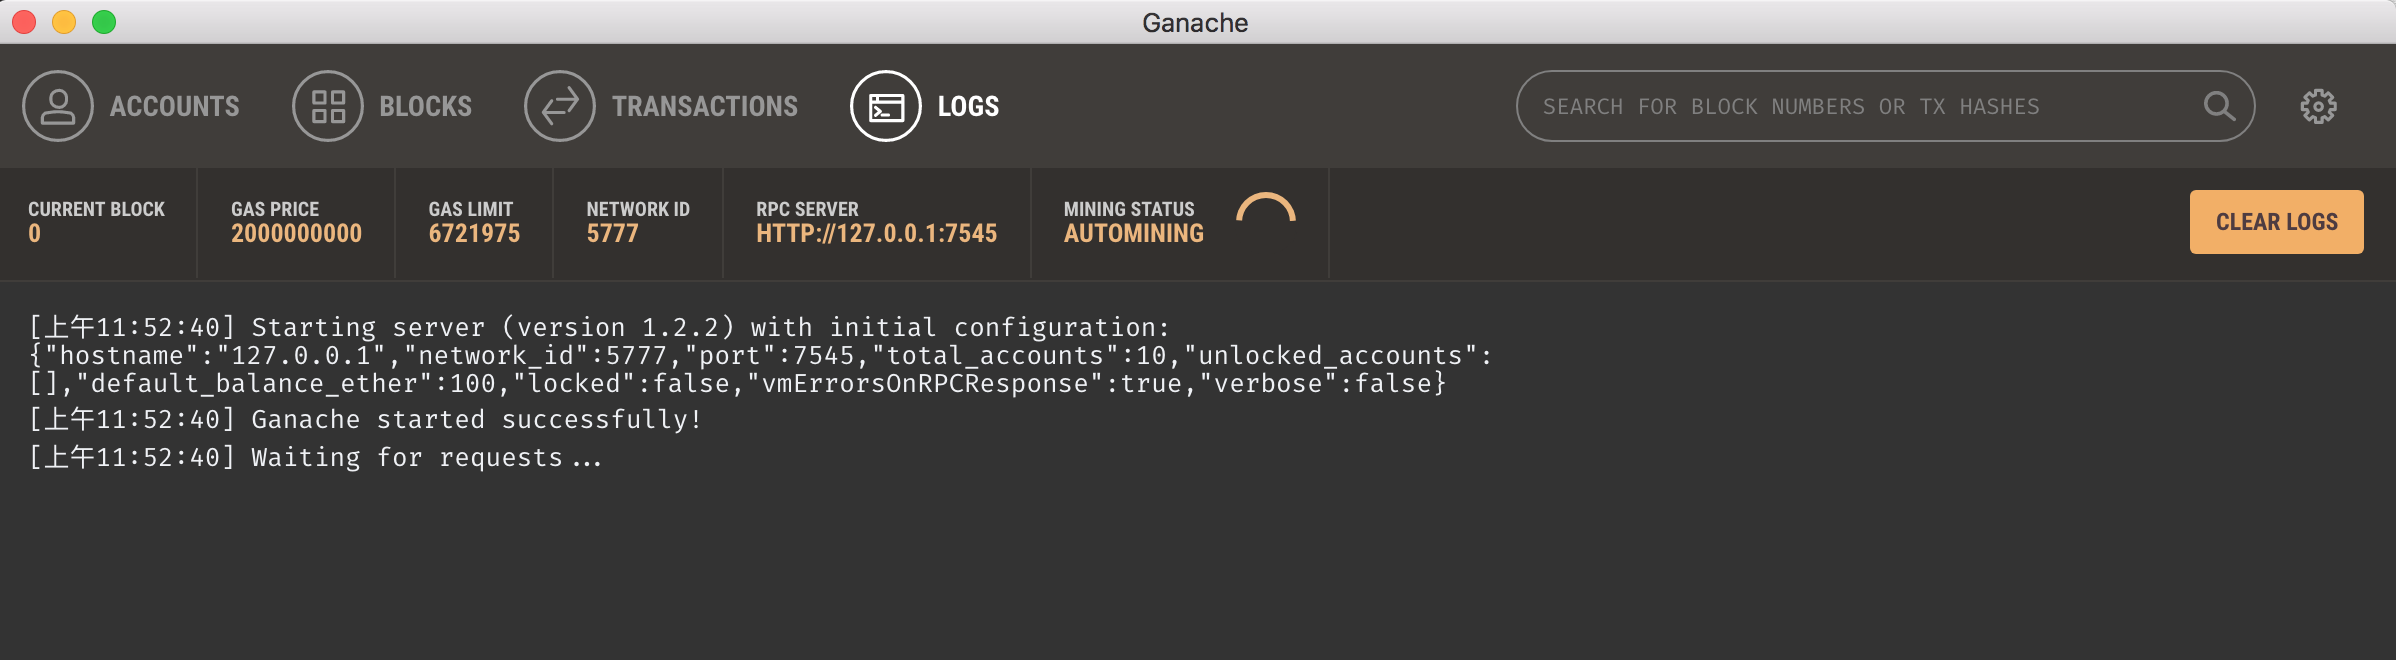 Ganache
ACCOUNTS BLOCKS TRANSACTIONS LOGS SEARCH FOR BLOCK NUMBERS OR TX HASHES
CURRENT BLOCK GAS PRICE GAS LIMIT NETWORK ID RPC SERVER MINING STATUS
0 2000000000 6721975 5777 HTTP://127.0.0.1:7545 AUTOMINING
CLEAR LOGS
[上午11:52:40] Starting server (version 1.2.2) with initial configuration:
{"hostname":"127.0.0.1","network_id":5777,"port":7545,"total_accounts":10,"unlocked_accounts":
[],"default_balance_ether":100,"locked":false,"vmErrorsOnRPCResponse":true,"verbose":false}
[上午11:52:40] Ganache started successfully!
[上午11:52:40] Waiting for requests...